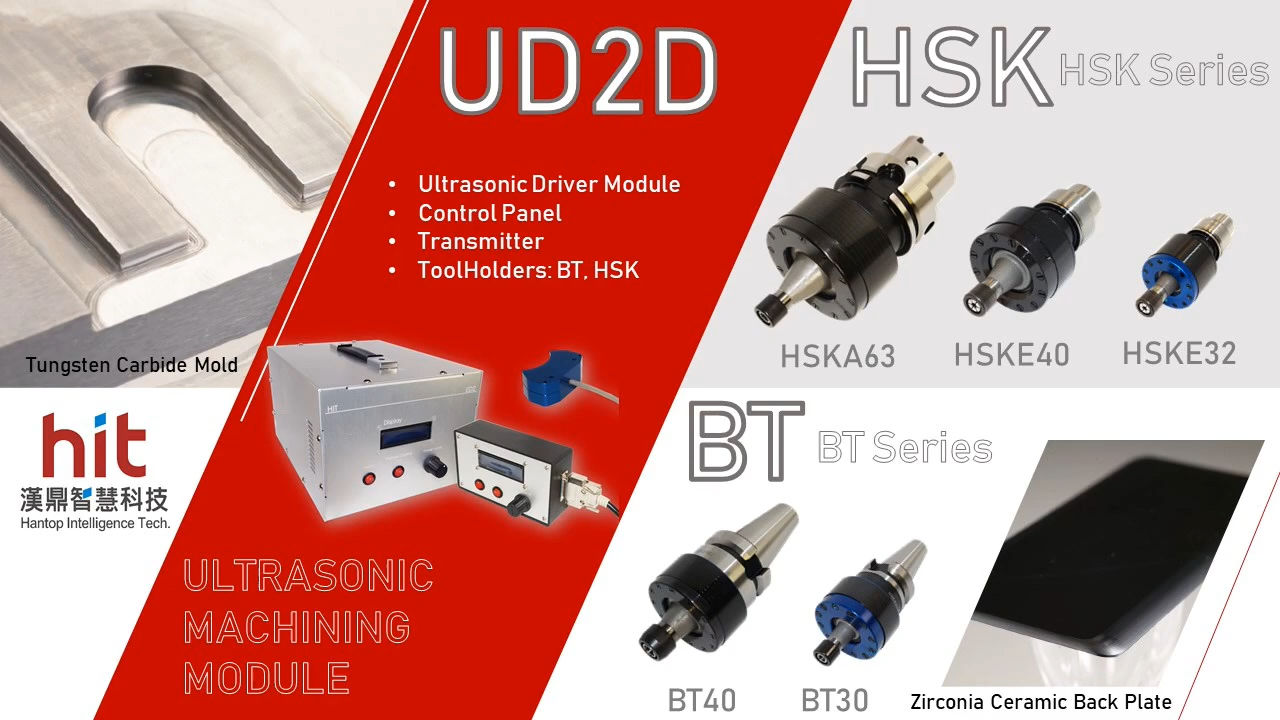 UD2D
• Ultrasonic Driver Module
• Control Panel
• Transmitter
• ToolHolders: BT, HSK
HSK HSK Series
HSKA63
HSKE40
HSKE32
Tungsten Carbide Mold
hit
漢鼎智慧科技
Hantop Intelligence Tech.
HIT
UD2D
Display
ULTRASONIC
MACHINING
MODULE
BT BT Series
BT40
BT30
Zirconia Ceramic Back Plate